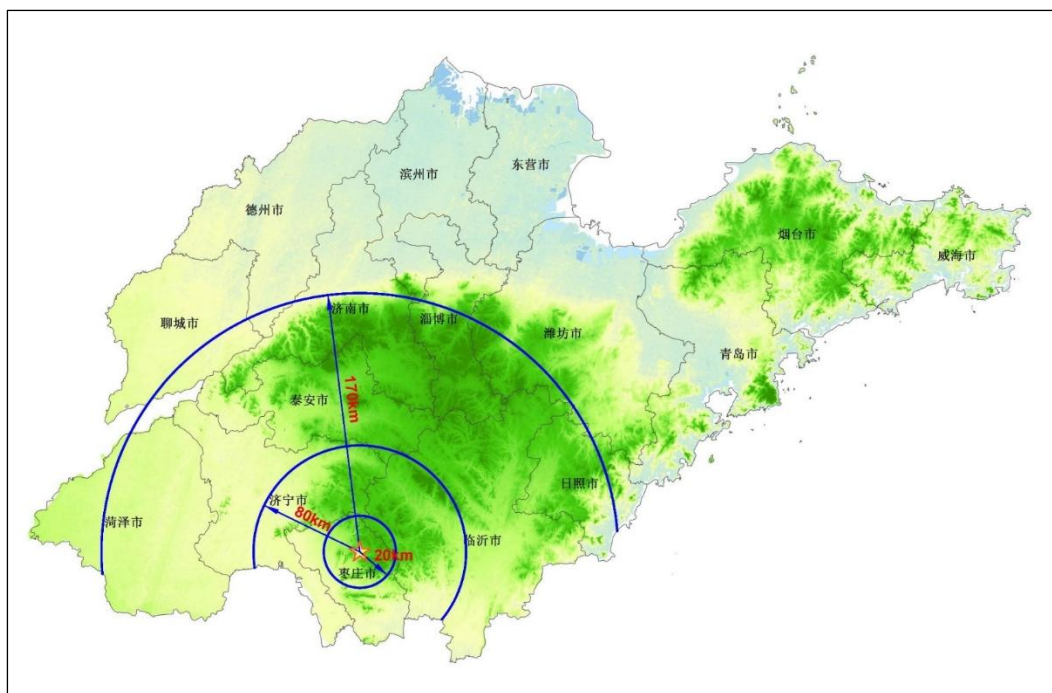 滨州市
东营市
德州市
烟台市
威海市
济南市
淄博市
聊城市
潍坊市
青岛市
170km
泰安市
日照市
济宁市
80km
菏泽市
临沂市
20km
枣庄市